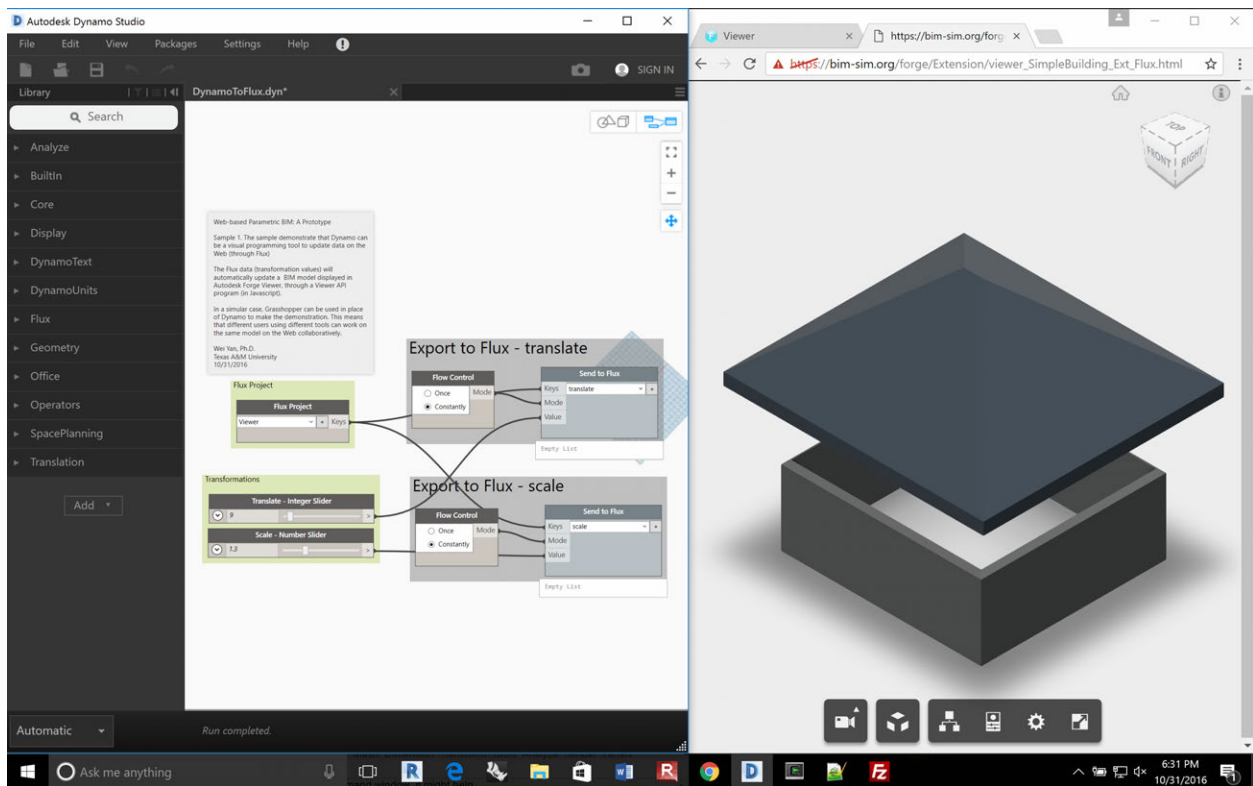 Autodesk Dynamo Studio
File Edit View Packages Settings Help
SIGN IN
Library
DynamoToFlux.dyn*
Search
Analyze
BuiltIn
Core
Display
DynamoText
DynamoUnits
Flux
Geometry
Office
Operators
SpacePlanning
Translation
Add
Web-based Parametric BIM: A Prototype
Sample 1. The sample demonstrate that Dynamo can
be a visual programming tool to update data on the
Web (through Flux)
The Flux data (transformation values) will
automatically update a BIM model displayed in
Autodesk Forge Viewer, through a Viewer API
program (in Javascript).
In a simular case, Grasshopper can be used in place
of Dynamo to make the demonstration. This means
that different users using different tools can work on
the same model on the Web collaboratively.
Wei Yan, Ph.D.
Texas A&M University
10/31/2016
Flux Project
Flux Project
Viewer + Keys
Transformations
Translate - Integer Slider
9 >
Scale - Number Slider
1.3 >
Export to Flux - translate
Flow Control
Once Mode
Constantly
Send to Flux
Keys translate +
Mode
Value
Empty List
Export to Flux - scale
Flow Control
Once Mode
Constantly
Send to Flux
Keys scale +
Mode
Value
Empty List
Automatic
Run completed.
Viewer
https://bim-sim.org/forg
https://bim-sim.org/forge/Extension/viewer_SimpleBuilding_Ext_Flux.html
TOP
FRONT RIGHT
Ask me anything
6:31 PM
10/31/2016